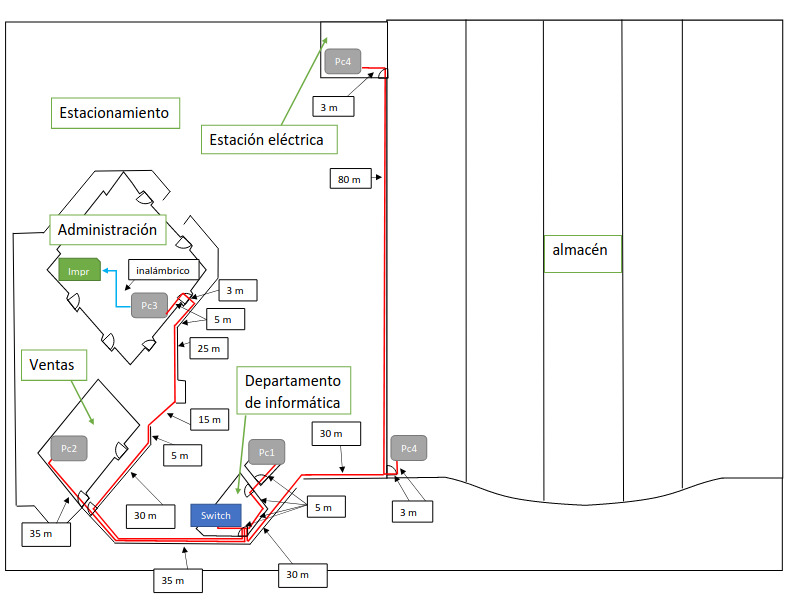 Pc4
3 m
Estacionamiento
Estación eléctrica
80 m
Administración
almacén
Impr
inalámbrico
Pc3
3 m
5 m
25 m
Ventas
Departamento
de informática
15 m
30 m
Pc2
5 m
Pc1
Pc4
Switch
30 m
5 m
3 m
35 m
35 m
30 m